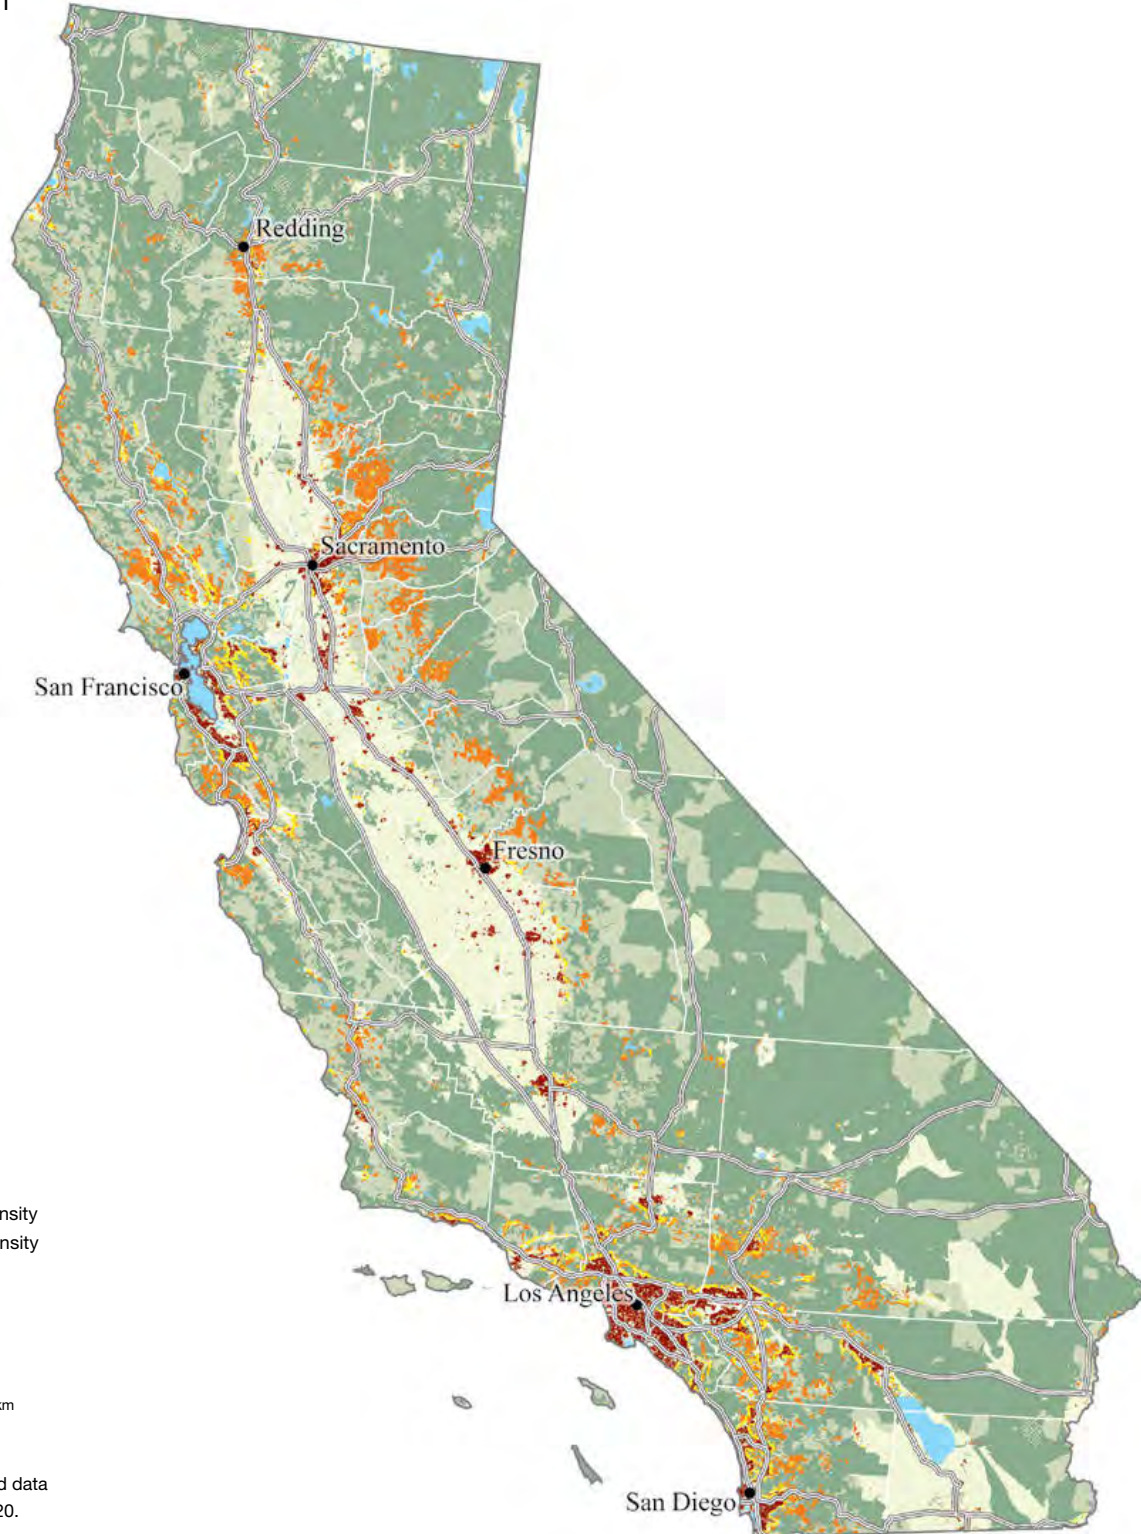 Redding
Sacramento
San Francisco
Fresno
nsity
nsity
Los Angeles
km
d data
San Diego
20.